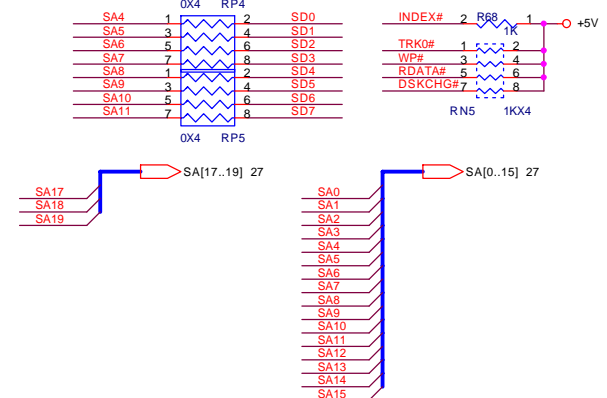 0X4 RP4
SA4 1 2 SD0
SA5 3 4 SD1
SA6 5 6 SD2
SA7 7 8 SD3
SA8 1 2 SD4
SA9 3 4 SD5
SA10 5 6 SD6
SA11 7 8 SD7
0X4 RP5
INDEX# 2 R68 1 +5V
1K
TRK0# 1 2
WP# 3 4
RDATA# 5 6
DSKCHG# 7 8
RN5 1KX4
SA[17..19] 27
SA17
SA18
SA19
SA[0..15] 27
SA0
SA1
SA2
SA3
SA4
SA5
SA6
SA7
SA8
SA9
SA10
SA11
SA12
SA13
SA14
SA15